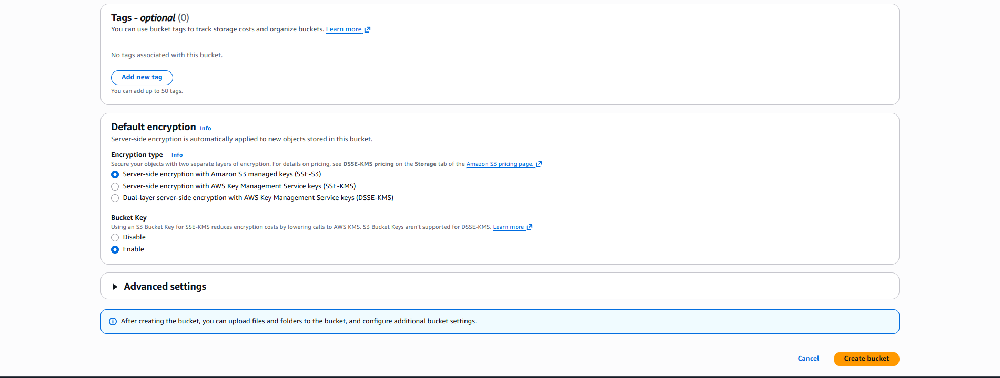 Tags - optional (0)
You can use bucket tags to track storage costs and organize buckets. Learn more
No tags associated with this bucket.
Add new tag
You can add up to 50 tags.
Default encryption Info
Server-side encryption is automatically applied to new objects stored in this bucket.
Encryption type Info
Secure your objects with two separate layers of encryption. For details on pricing, see DSSE-KMS pricing on the Storage tab of the Amazon S3 pricing page.
Server-side encryption with Amazon S3 managed keys (SSE-S3)
Server-side encryption with AWS Key Management Service keys (SSE-KMS)
Dual-layer server-side encryption with AWS Key Management Service keys (DSSE-KMS)
Bucket Key
Using an S3 Bucket Key for SSE-KMS reduces encryption costs by lowering calls to AWS KMS. S3 Bucket Keys aren't supported for DSSE-KMS. Learn more
Disable
Enable
Advanced settings
After creating the bucket, you can upload files and folders to the bucket, and configure additional bucket settings.
Cancel Create bucket